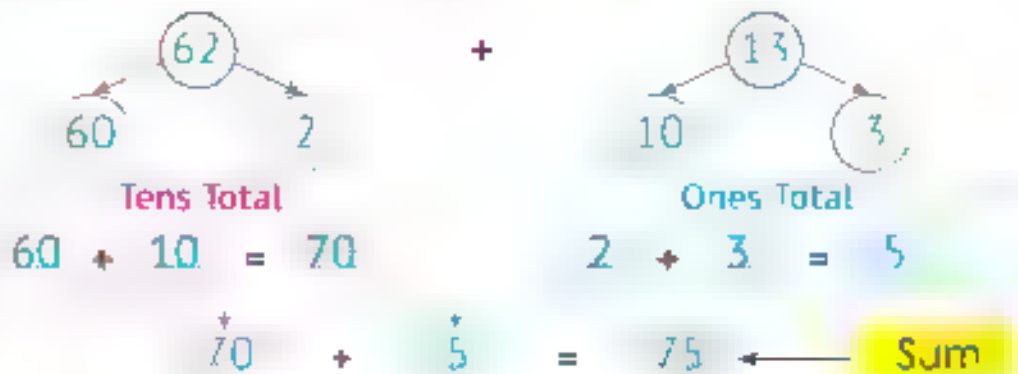 62 + 13
60 2 10 3
Tens Total Ones Total
60 + 10 = 70 2 + 3 = 5
70 + 5 = 75 Sum